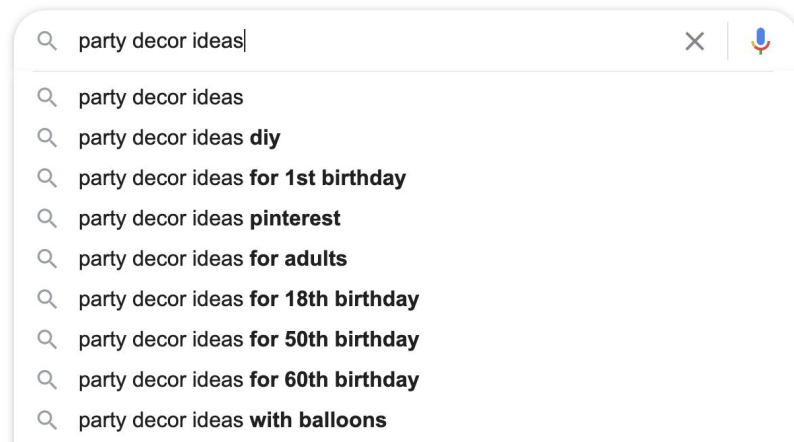 party decor ideas
party decor ideas
party decor ideas diy
party decor ideas for 1st birthday
party decor ideas pinterest
party decor ideas for adults
party decor ideas for 18th birthday
party decor ideas for 50th birthday
party decor ideas for 60th birthday
party decor ideas with balloons